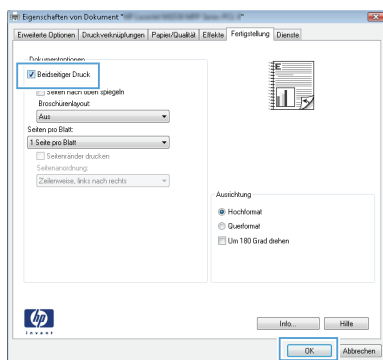 Eigenschaften von Dokument "
Erweiterte Optionen Druckverknüpfungen Papier/Qualität Effekte Fertigstellung Dienste
Dokumentoptionen
Beidseitiger Druck
Seiten nach oben spiegeln
Broschürenlayout:
Aus
Seiten pro Blatt:
1 Seite pro Blatt
Seitenränder drucken
Seitenanordnung:
Zeilenweise, links nach rechts
Ausrichtung
Hochformat
Querformat
Um 180 Grad drehen
hp
invent
Info... Hilfe
OK Abbrechen